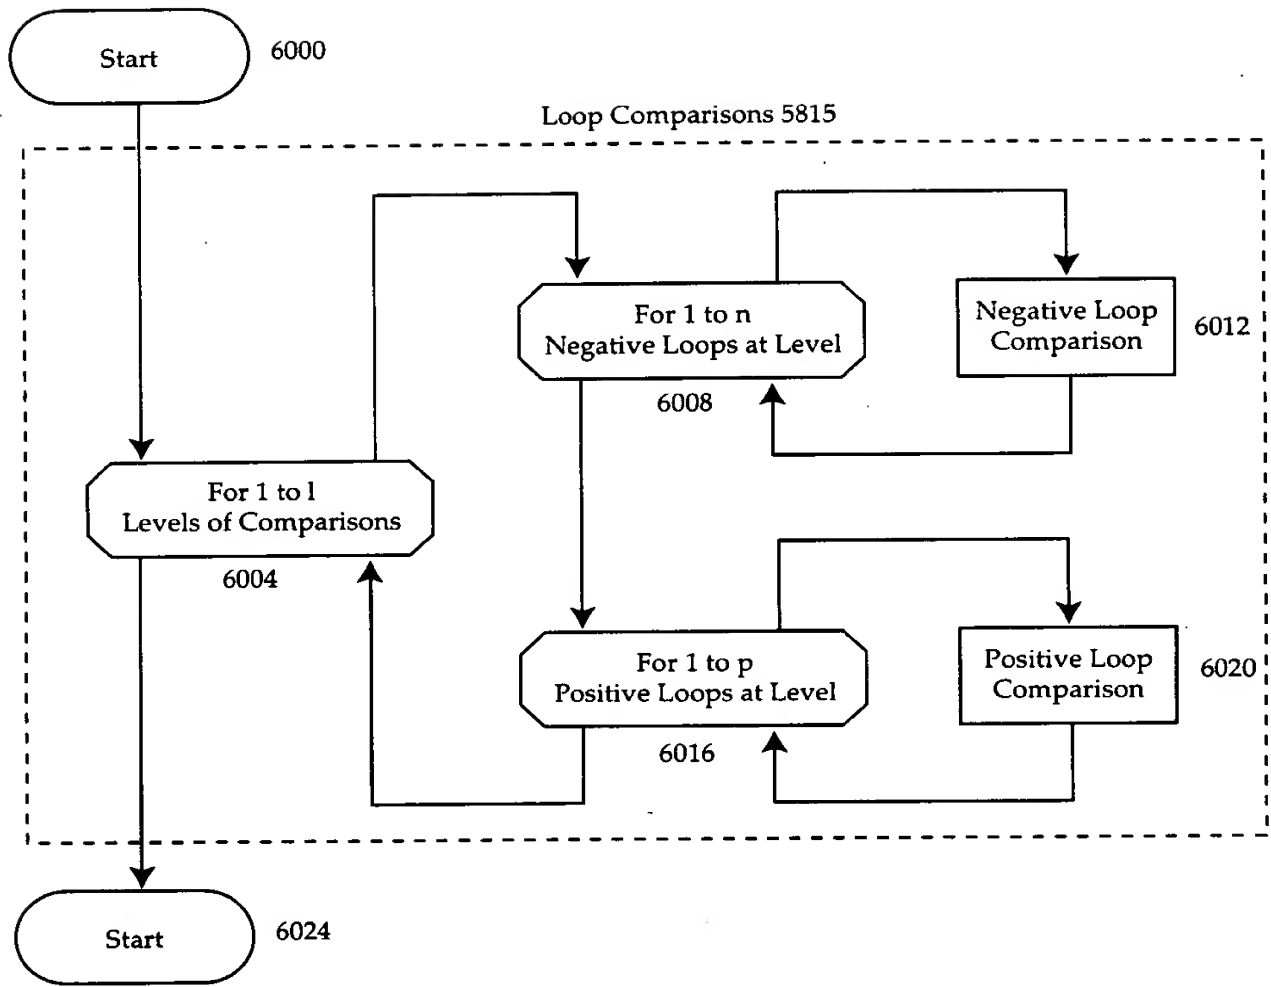 Start
6000
Loop Comparisons 5815
For 1 to n
Negative Loops at Level
6008
Negative Loop
Comparison
6012
For 1 to l
Levels of Comparisons
6004
For 1 to p
Positive Loops at Level
6016
Positive Loop
Comparison
6020
Start
6024